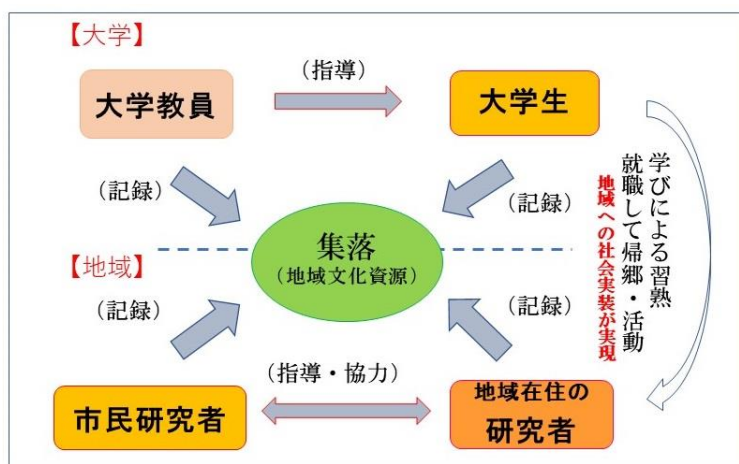 【大学】
（指導）
大学教員
大学生
（記録）
（記録）
集落
（地域文化資源）
学びによる習熟
就職して帰郷・活動
地域への社会実装が実現
【地域】
（記録）
（記録）
（指導・協力）
市民研究者
地域在住の
研究者